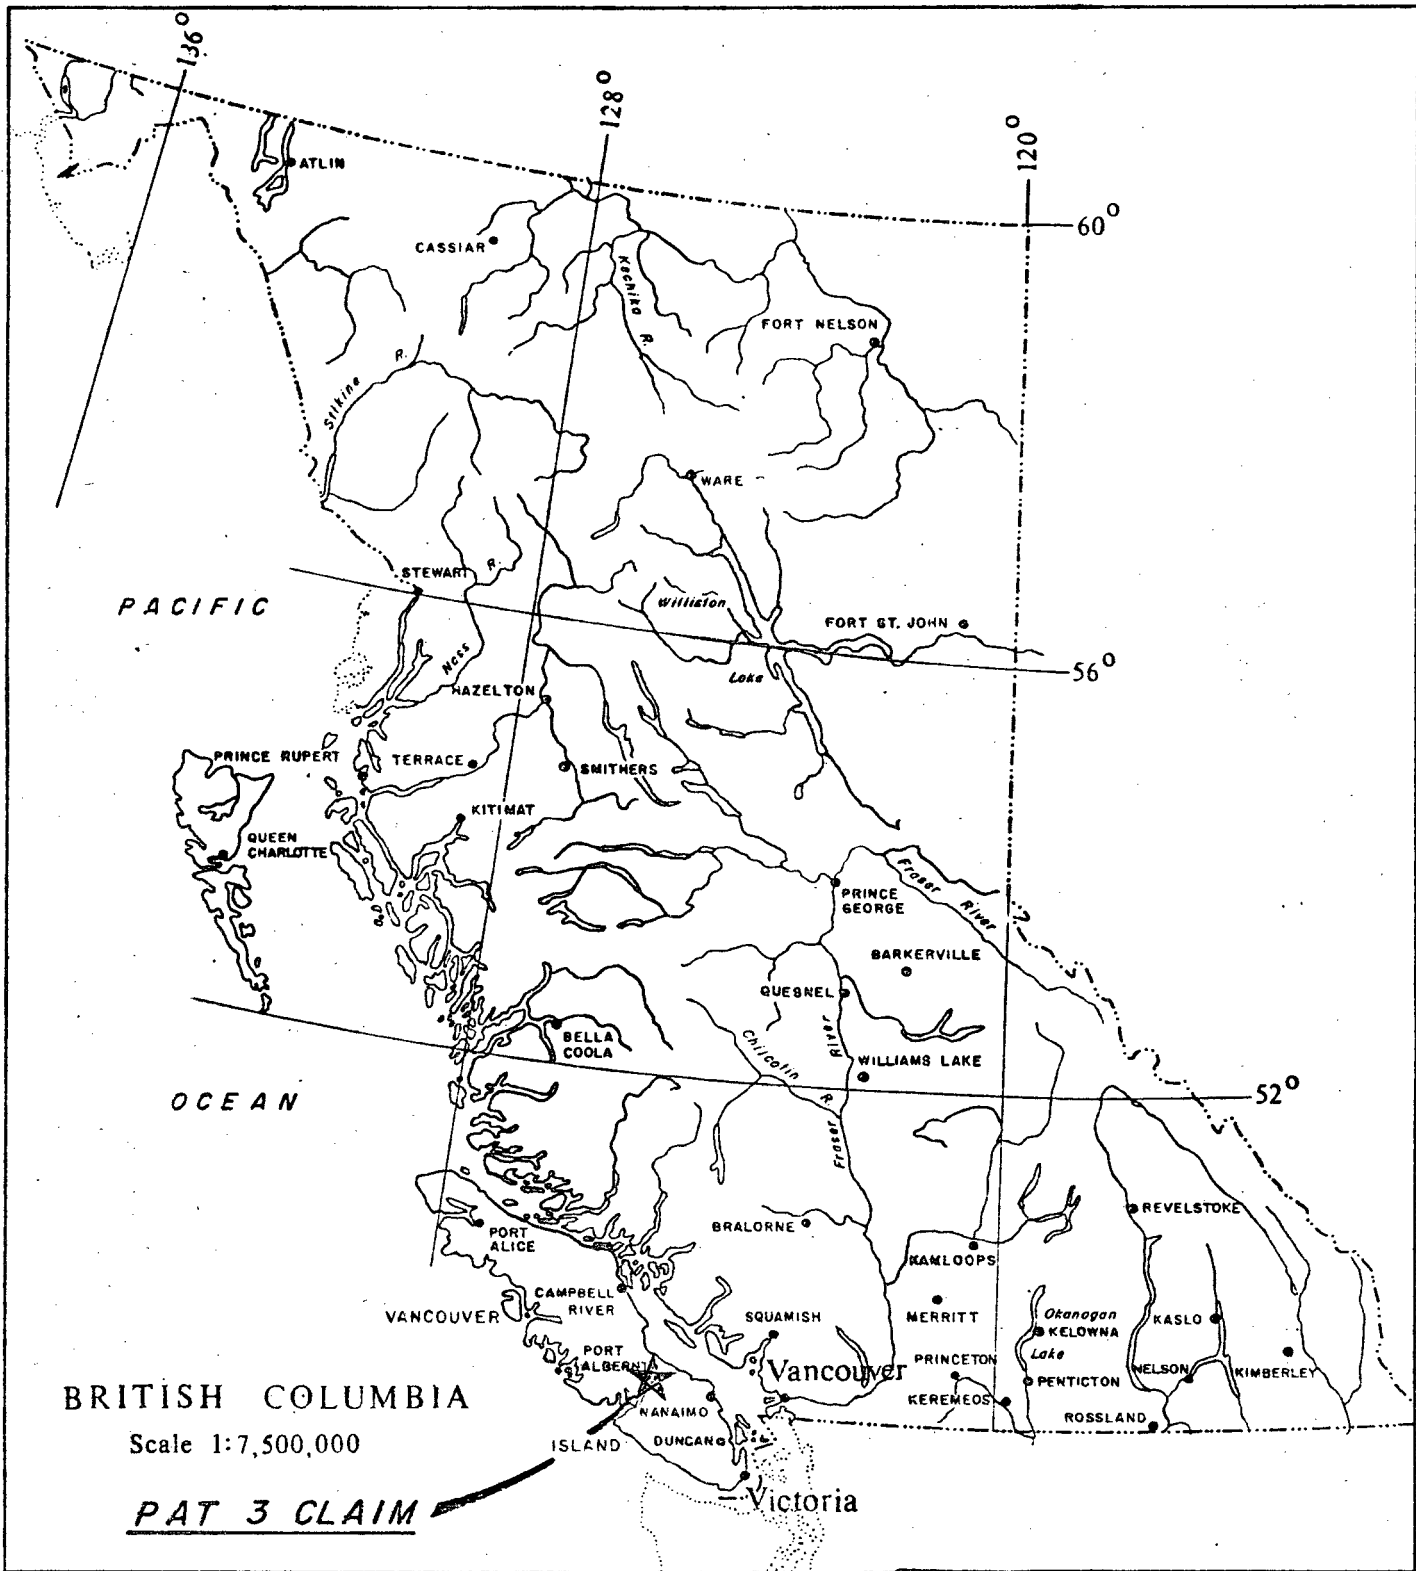 136°
128°
120°
ATLIN
60°
CASSIAR
Kechika R.
FORT NELSON
Stikine R.
WARE
STEWART
R.
PACIFIC
Williston
FORT ST. JOHN
Nass
Lake
56°
HAZELTON
PRINCE RUPERT
TERRACE
SMITHERS
KITIMAT
QUEEN
CHARLOTTE
Fraser River
PRINCE
GEORGE
BARKERVILLE
QUESNEL
River
BELLA
COOLA
Chilcotin R.
WILLIAMS LAKE
52°
OCEAN
Fraser
REVELSTOKE
BRALORNE
PORT
ALICE
KAMLOOPS
CAMPBELL
RIVER
VANCOUVER
SQUAMISH
MERRITT
Okanagan
KELOWNA
KASLO
PORT
ALBERNI
Vancouver
PRINCETON
Lake
NELSON
KIMBERLEY
PENTICTON
BRITISH COLUMBIA
NANAIMO
KEREMEOS
ROSSLAND
Scale 1:7,500,000
ISLAND
DUNCAN
Victoria
PAT 3 CLAIM